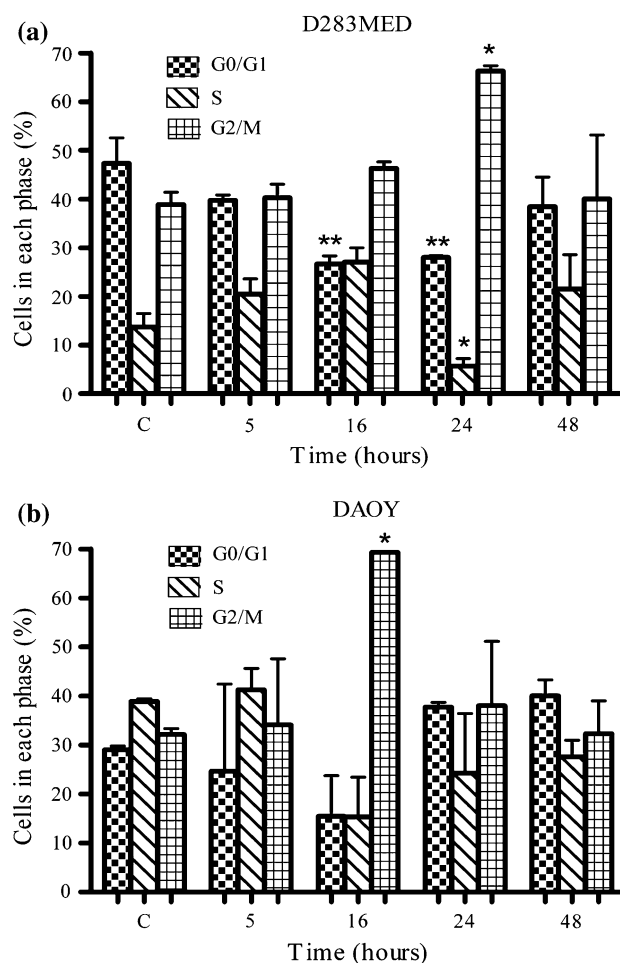 (a) D283MED
Cells in each phase (%)
70
60
50
40
30
20
10
0
G0/G1
S
G2/M
** ** * *
C 5 16 24 48
Time (hours)
(b) DAOY
Cells in each phase (%)
70
60
50
40
30
20
10
0
G0/G1
S
G2/M
*
C 5 16 24 48
Time (hours)